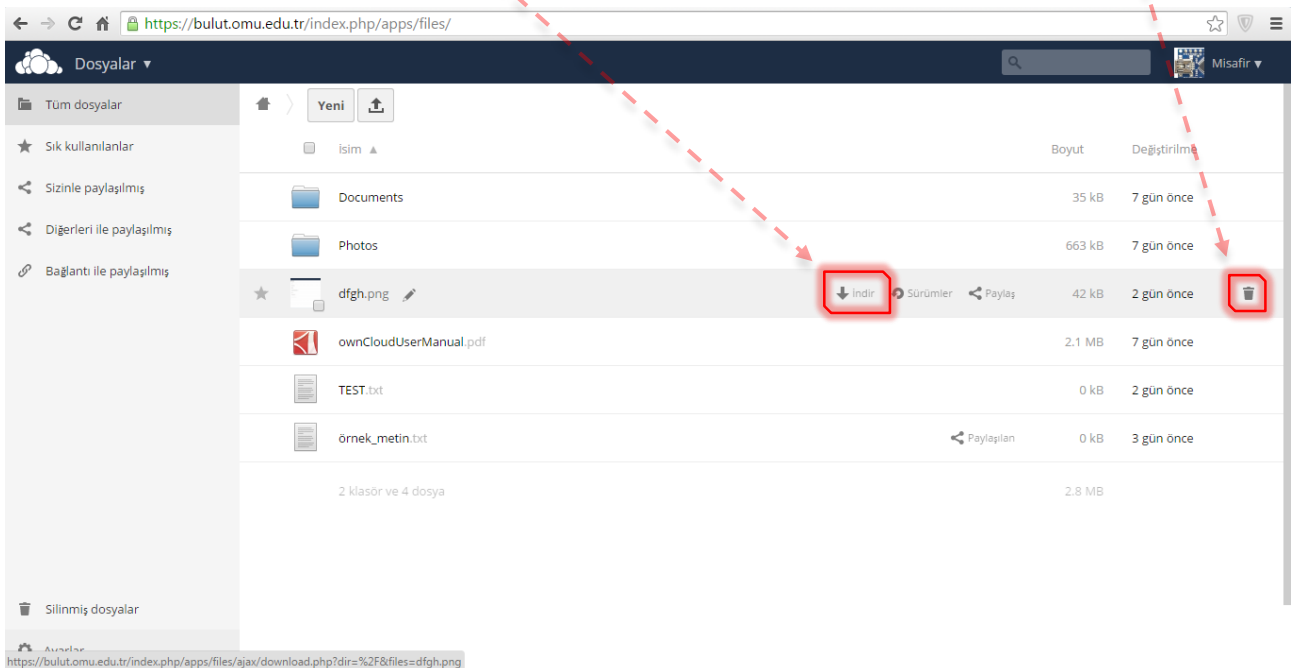 https://bulut.omu.edu.tr/index.php/apps/files/
Dosyalar ▼
Misafir ▼
Tüm dosyalar
Sık kullanılanlar
Sizinle paylaşılmış
Diğerleri ile paylaşılmış
Bağlantı ile paylaşılmış
Yeni
isim ▲ Boyut Değiştirilme
Documents 35 kB 7 gün önce
Photos 663 kB 7 gün önce
dfgh.png İndir Sürümler Paylaş 42 kB 2 gün önce
ownCloudUserManual.pdf 2.1 MB 7 gün önce
TEST.txt 0 kB 2 gün önce
örnek_metin.txt Paylaşılan 0 kB 3 gün önce
2 klasör ve 4 dosya 2.8 MB
Silinmiş dosyalar
Ayarlar
https://bulut.omu.edu.tr/index.php/apps/files/ajax/download.php?dir=%2F&files=dfgh.png